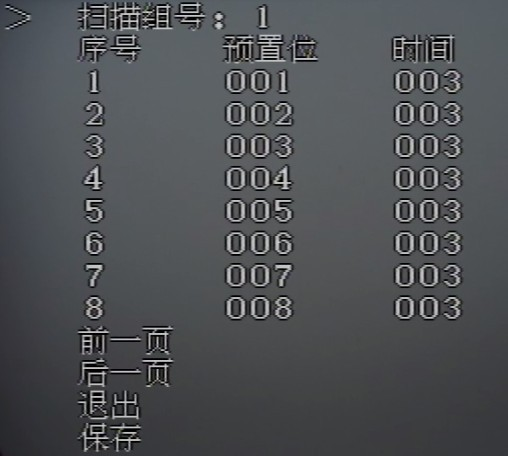 > 扫描组号: 1
序号 预置位 时间
1 001 003
2 002 003
3 003 003
4 004 003
5 005 003
6 006 003
7 007 003
8 008 003
前一页
后一页
退出
保存